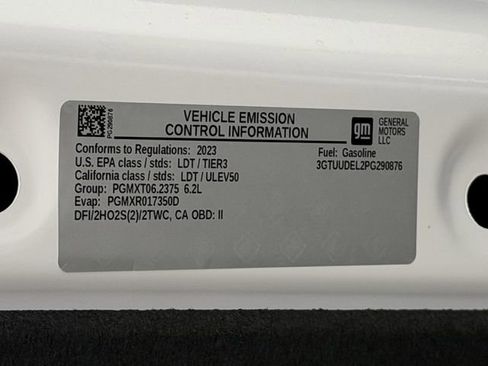 PG290876
VEHICLE EMISSION
CONTROL INFORMATION
gm
GENERAL
MOTORS
LLC
Conforms to Regulations: 2023
Fuel: Gasoline
U.S. EPA class / stds: LDT / TIER3
3GTUUDEL2PG290876
California class / stds: LDT / ULEV50
Group: PGMXT06.2375 6.2L
Evap: PGMXR017350D
DFI/2HO2S(2)/2TWC, CA OBD: II